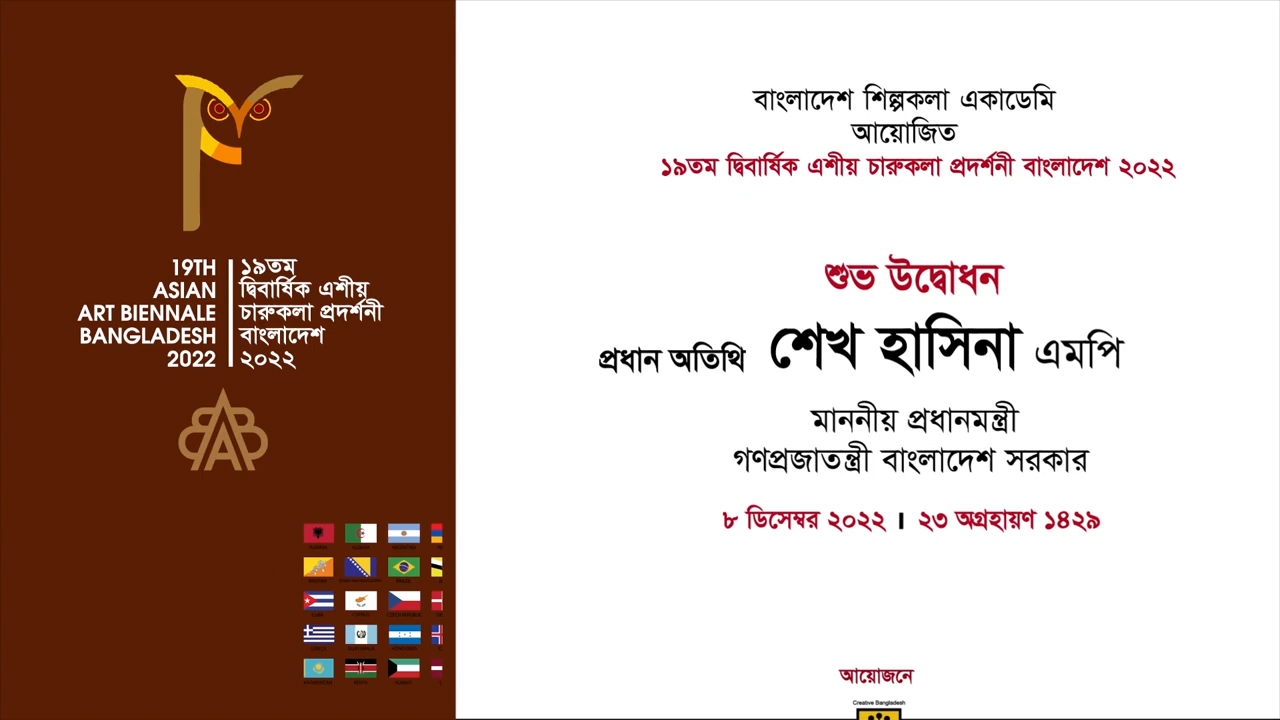 19TH
ASIAN
ART BIENNALE
BANGLADESH
2022
১৯তম
দ্বিবার্ষিক এশীয়
চারুকলা প্রদর্শনী
বাংলাদেশ
২০২২
বাংলাদেশ শিল্পকলা একাডেমি
আয়োজিত
১৯তম দ্বিবার্ষিক এশীয় চারুকলা প্রদর্শনী বাংলাদেশ ২০২২
শুভ উদ্বোধন
প্রধান অতিথি শেখ হাসিনা এমপি
মাননীয় প্রধানমন্ত্রী
গণপ্রজাতন্ত্রী বাংলাদেশ সরকার
৮ ডিসেম্বর ২০২২ । ২৩ অগ্রহায়ণ ১৪২৯
আয়োজনে
Creative Bangladesh